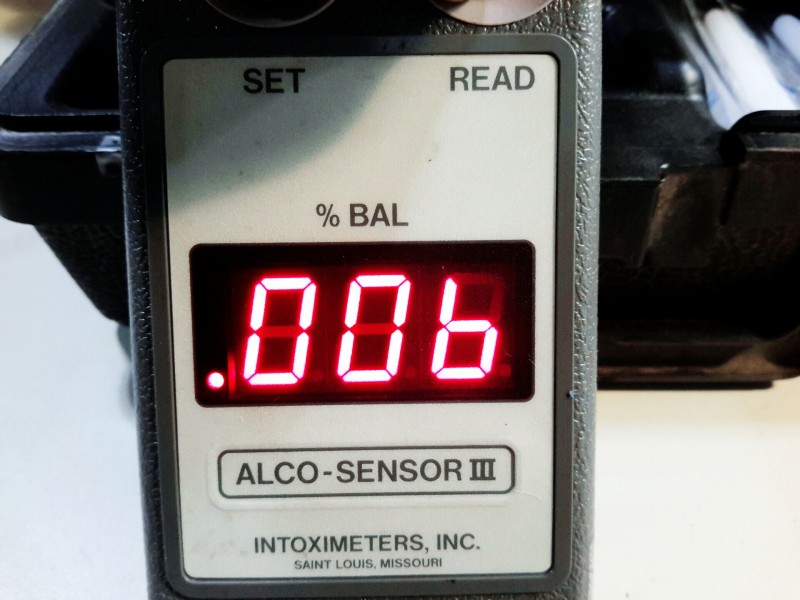 SET READ
% BAL
.006
ALCO-SENSOR III
INTOXIMETERS, INC.
SAINT LOUIS, MISSOURI